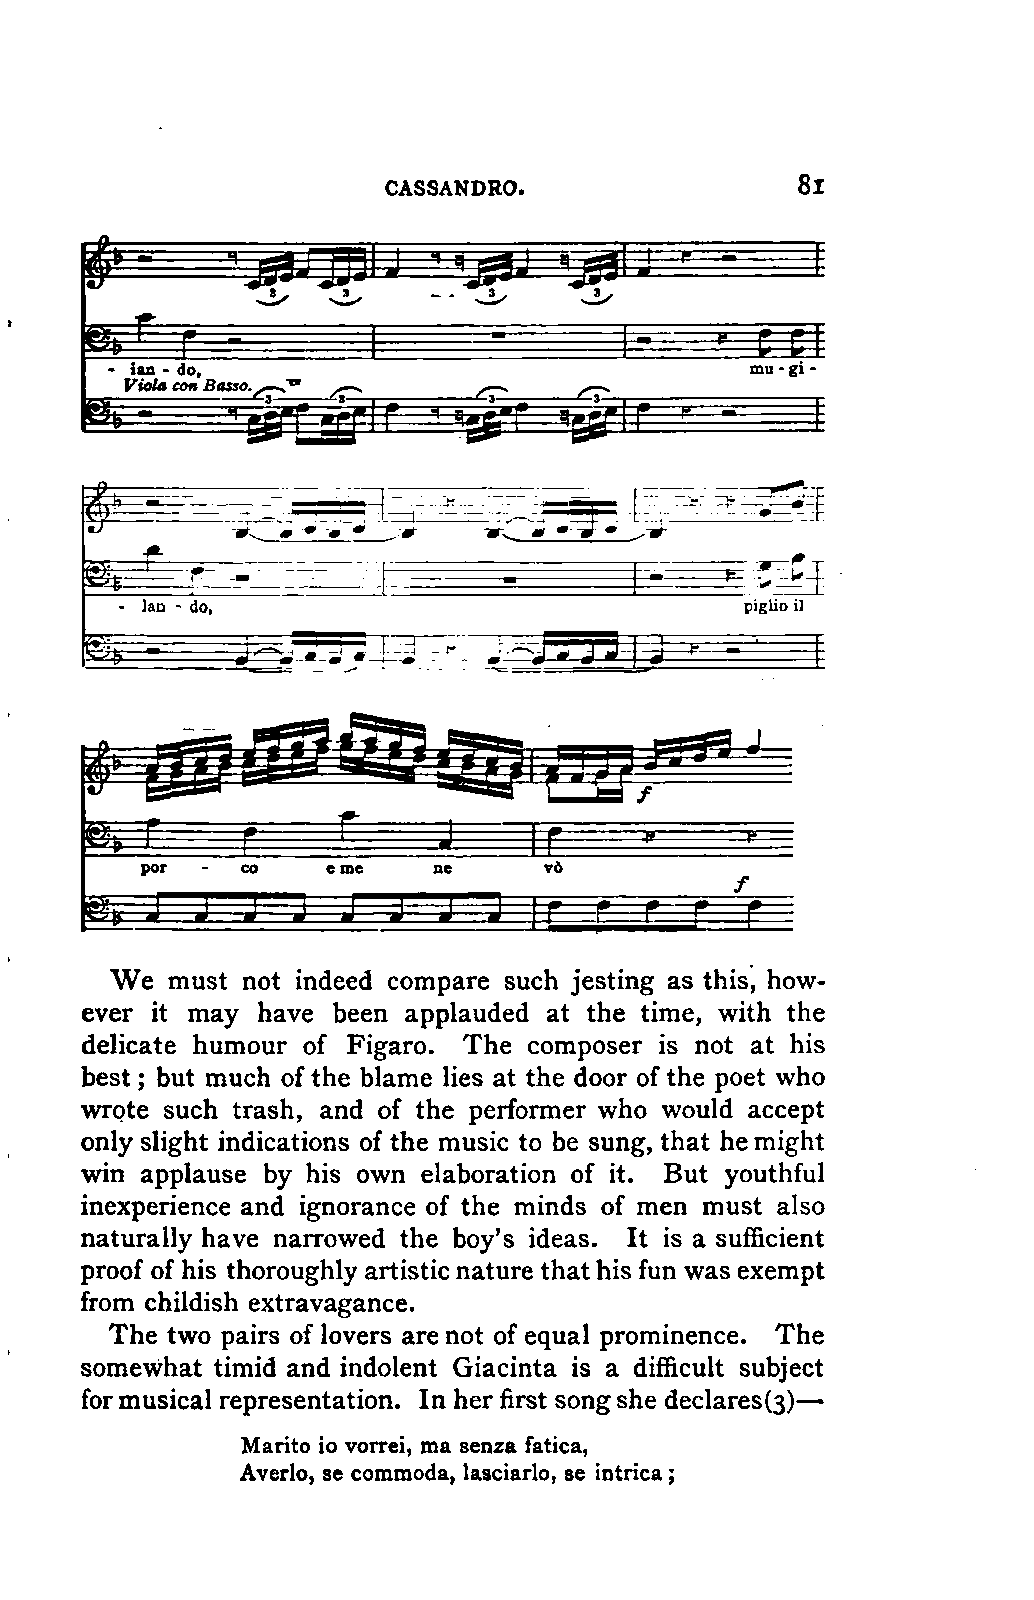 CASSANDRO. 81
- ian - do, mu - gi -
Viola con Basso.
3 3 3 3
3 3 3 3
- lan - do, piglio il
f
por - co e me ne vò
f
We must not indeed compare such jesting as this, how-
ever it may have been applauded at the time, with the
delicate humour of Figaro. The composer is not at his
best; but much of the blame lies at the door of the poet who
wrote such trash, and of the performer who would accept
only slight indications of the music to be sung, that he might
win applause by his own elaboration of it. But youthful
inexperience and ignorance of the minds of men must also
naturally have narrowed the boy's ideas. It is a sufficient
proof of his thoroughly artistic nature that his fun was exempt
from childish extravagance.
The two pairs of lovers are not of equal prominence. The
somewhat timid and indolent Giacinta is a difficult subject
for musical representation. In her first song she declares(3)—
Marito io vorrei, ma senza fatica,
Averlo, se commoda, lasciarlo, se intrica;